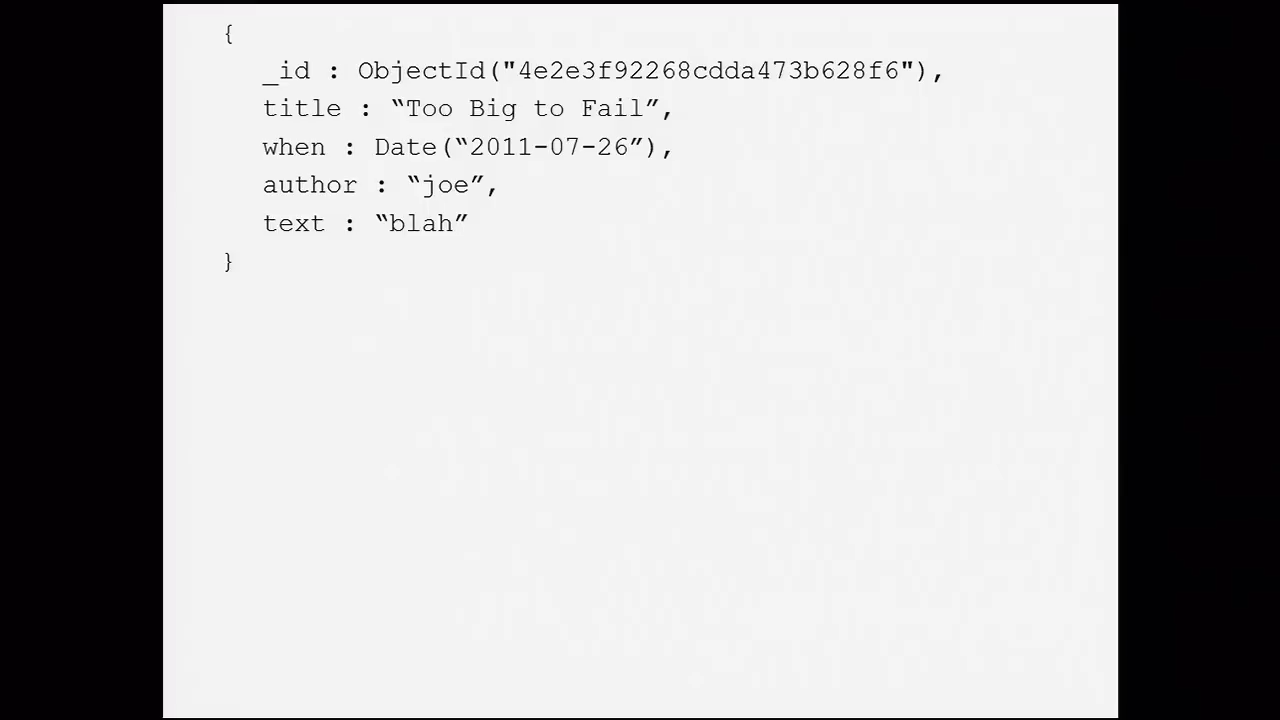 {
_id : ObjectId("4e2e3f92268cdda473b628f6"),
title : “Too Big to Fail”,
when : Date(“2011-07-26”),
author : “joe”,
text : “blah”
}